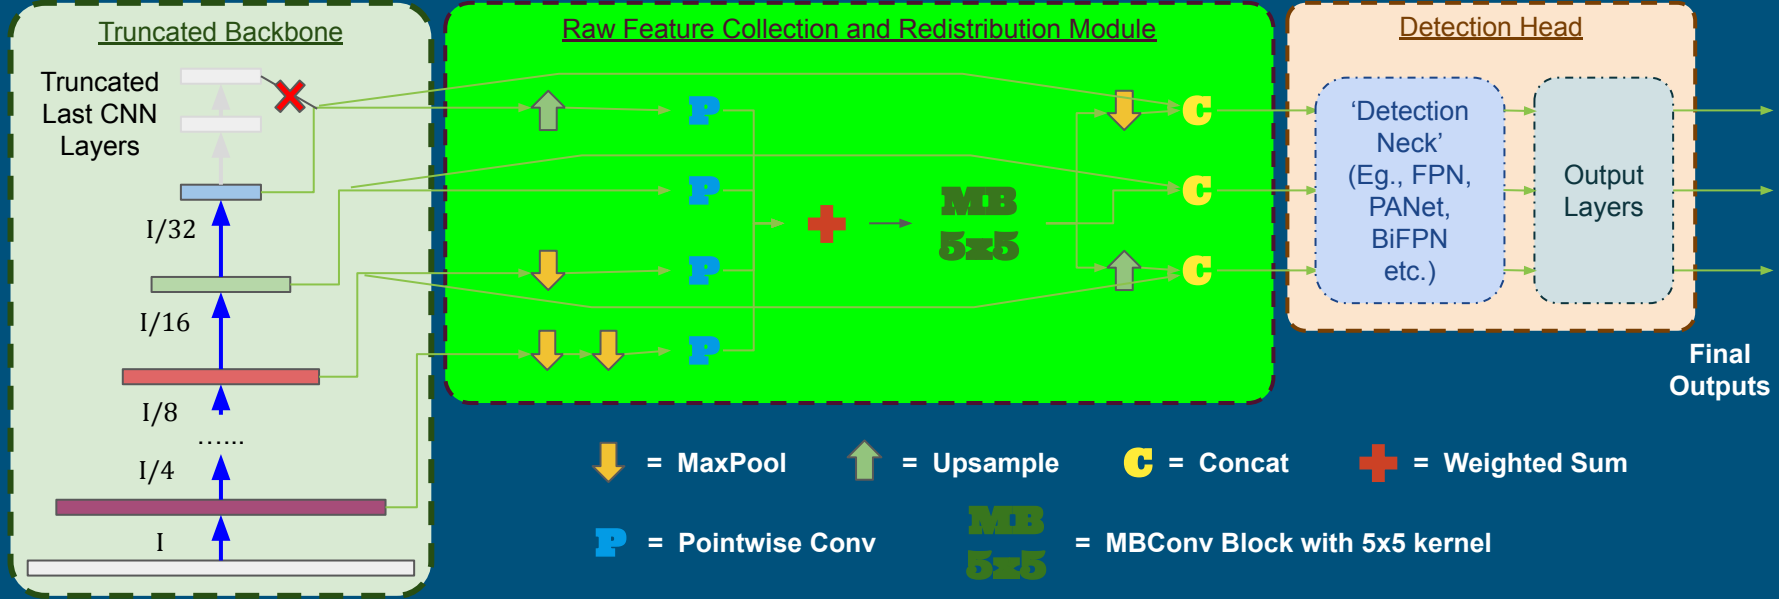 Truncated Backbone
Truncated
Last CNN
Layers
I/32
I/16
I/8
......
I/4
I
Raw Feature Collection and Redistribution Module
P
P
P
P
MB
5x5
C
C
C
Detection Head
‘Detection
Neck’
(Eg., FPN,
PANet,
BiFPN
etc.)
Output
Layers
Final
Outputs
= MaxPool
= Upsample
C = Concat
= Weighted Sum
P = Pointwise Conv
MB
5x5
= MBConv Block with 5x5 kernel